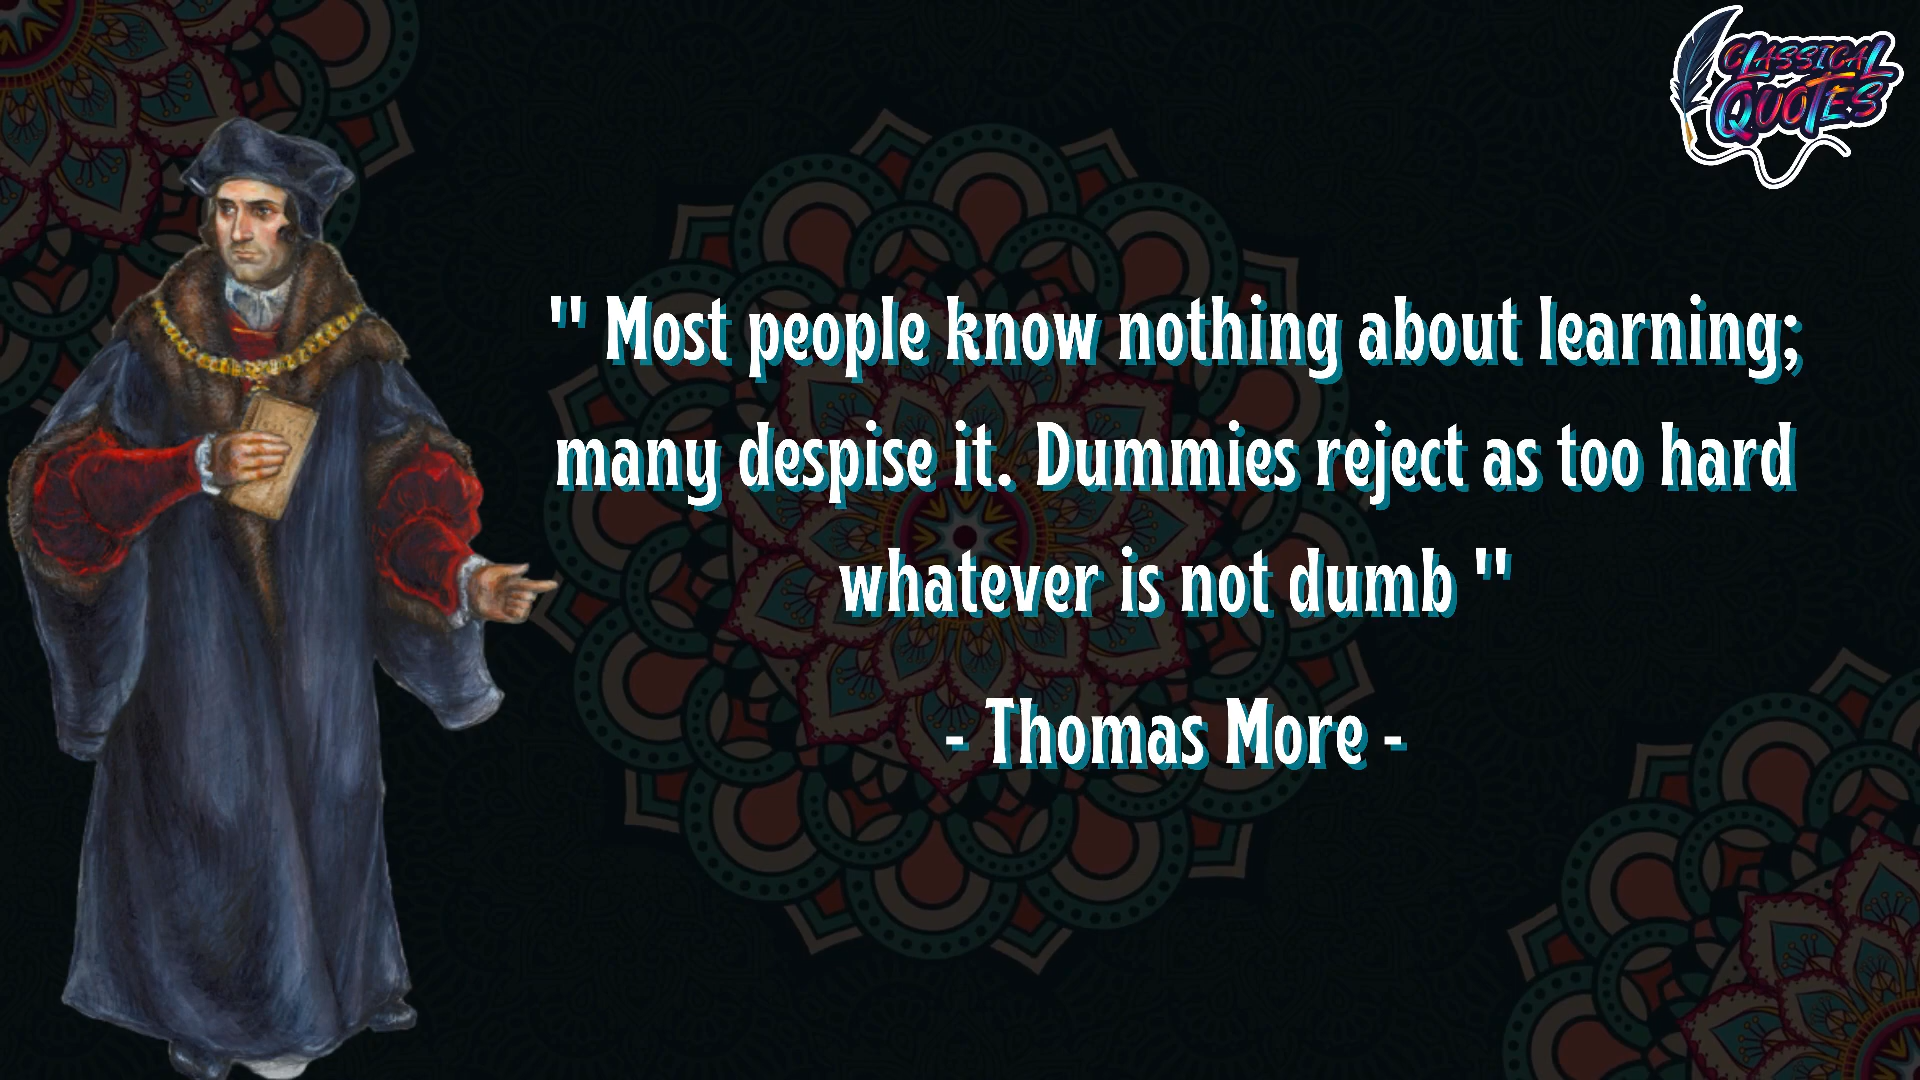 CLASSICAL
QUOTES
" Most people know nothing about learning;
many despise it. Dummies reject as too hard
whatever is not dumb "
- Thomas More -